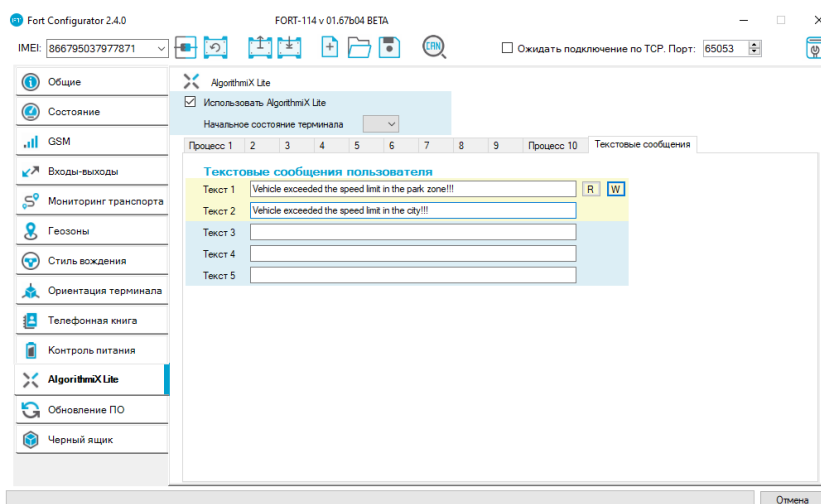 Fort Configurator 2.4.0 FORT-114 v 01.67b04 BETA
IMEI: 866795037977871 CAN Ожидать подключение по TCP. Порт: 65053
Общие
Состояние
GSM
Входы-выходы
Мониторинг транспорта
Геозоны
Стиль вождения
Ориентация терминала
Телефонная книга
Контроль питания
AlgorithmiX Lite
Обновление ПО
Черный ящик
AlgorithmiX Lite
Использовать AlgorithmiX Lite
Начальное состояние терминала
Процесс 1 2 3 4 5 6 7 8 9 Процесс 10 Текстовые сообщения
Текстовые сообщения пользователя
Текст 1 Vehicle exceeded the speed limit in the park zone!!! R W
Текст 2 Vehicle exceeded the speed limit in the city!!!
Текст 3
Текст 4
Текст 5
Отмена